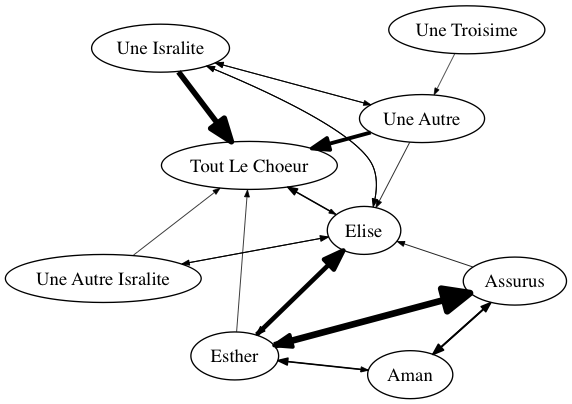 Une Troisime
Une Isralite
Une Autre
Tout Le Choeur
Elise
Une Autre Isralite
Assurus
Esther
Aman